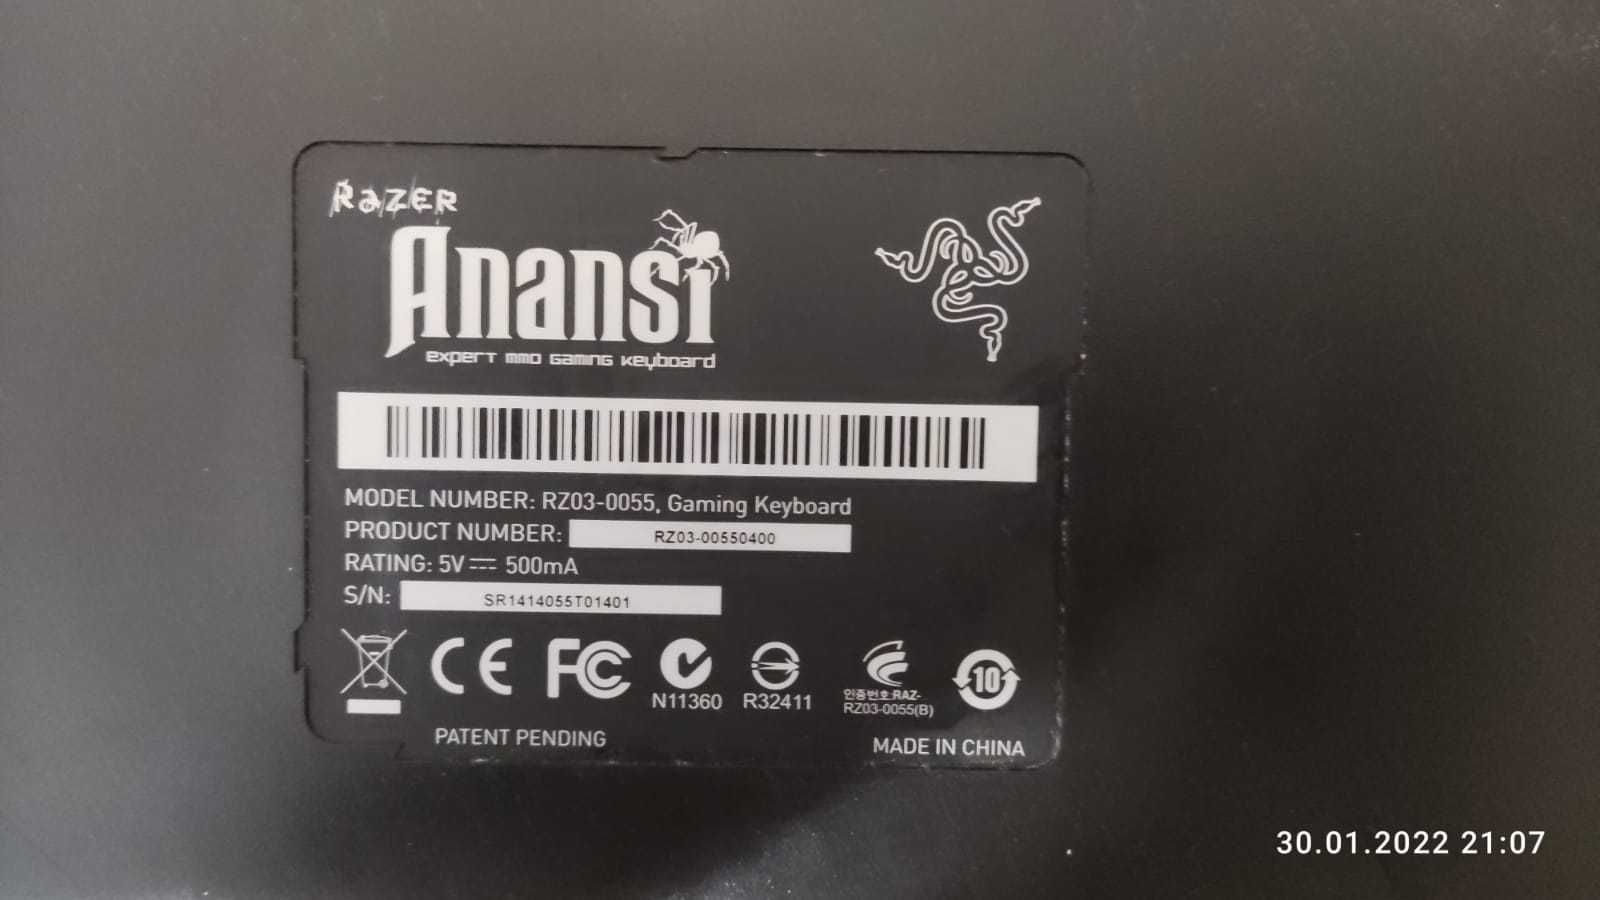 RaZER
Anansi
expert mmo Gaming keyboard
MODEL NUMBER: RZ03-0055, Gaming Keyboard
PRODUCT NUMBER: RZ03-00550400
RATING: 5V ⎓ 500mA
S/N: SR1414055T01401
CE FC N11360 R32411 인증번호:RAZ-
RZ03-0055(B)
10
PATENT PENDING
MADE IN CHINA
30.01.2022 21:07